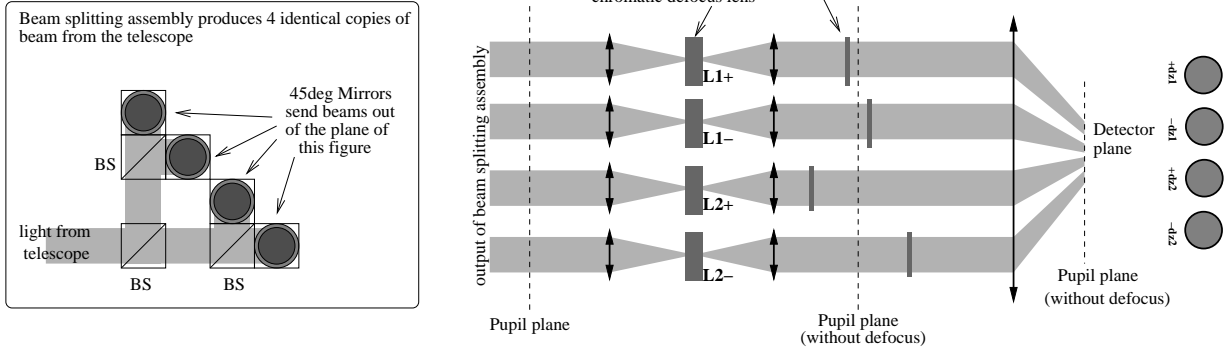 Beam splitting assembly produces 4 identical copies of
beam from the telescope
45deg Mirrors
send beams out
of the plane of
this figure
BS
light from
telescope
BS
BS
chromatic defocus lens
output of beam splitting assembly
L1+
L1−
L2+
L2−
Pupil plane
Pupil plane
(without defocus)
Detector
plane
Pupil plane
(without defocus)
+dz1
−dz1
+dz2
−dz2